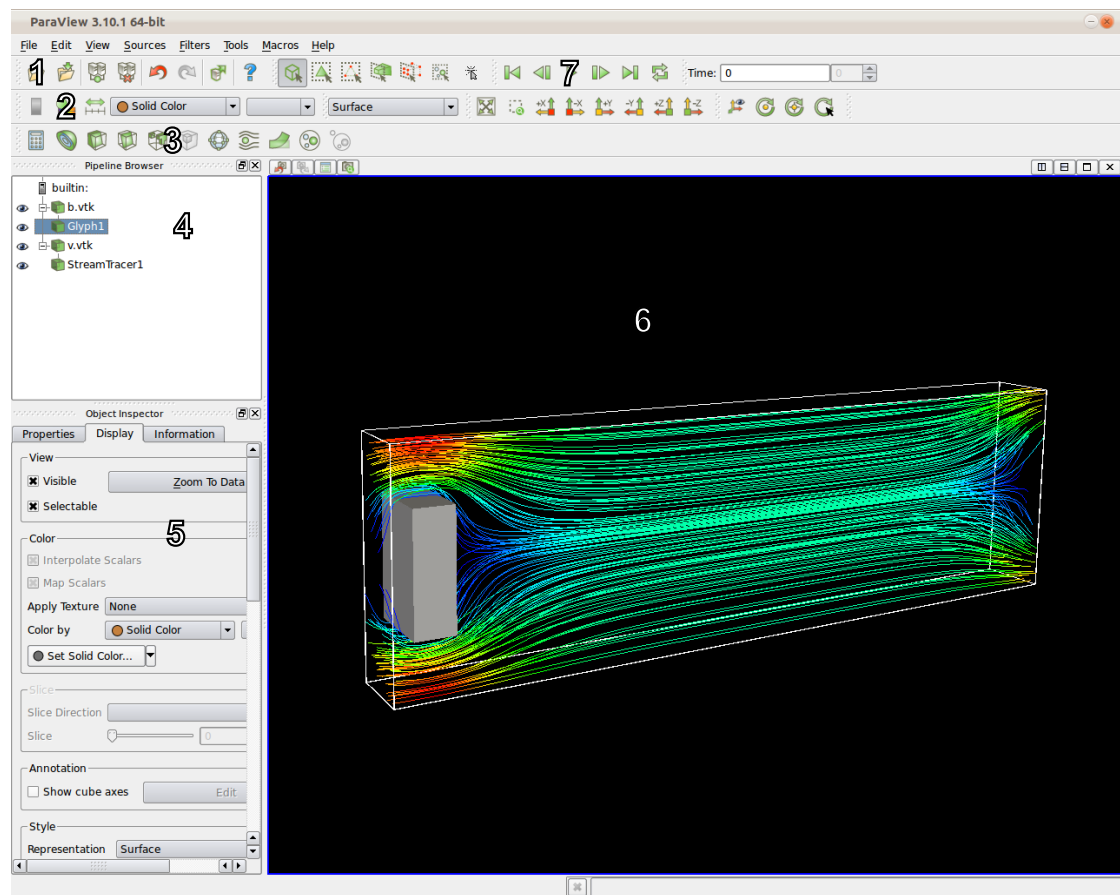 ParaView 3.10.1 64-bit
File Edit View Sources Filters Tools Macros Help
1 ? 7 Time: 0 0
2 Solid Color Surface +X -X +Y -Y +Z -Z
3
Pipeline Browser
builtin:
b.vtk
Glyph1
4
v.vtk
StreamTracer1
6
Object Inspector
Properties Display Information
View
Visible Zoom To Data
Selectable
5
Color
Interpolate Scalars
Map Scalars
Apply Texture None
Color by Solid Color
Set Solid Color...
Slice
Slice Direction
Slice 0
Annotation
Show cube axes Edit
Style
Representation Surface